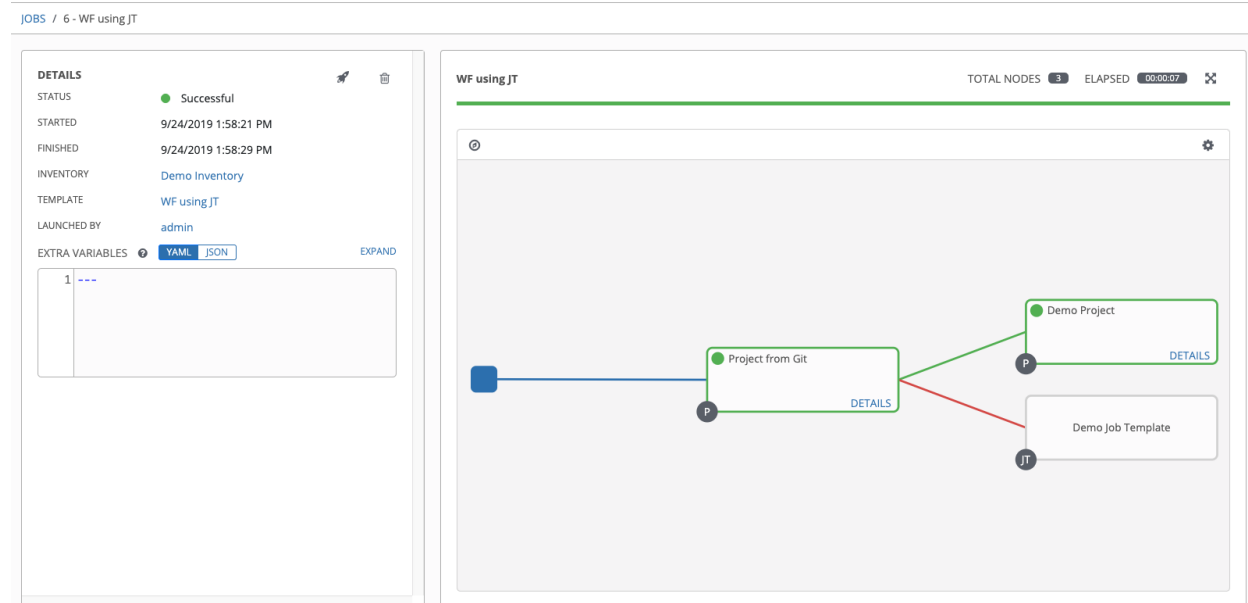 JOBS / 6 - WF using JT
DETAILS
STATUS Successful
STARTED 9/24/2019 1:58:21 PM
FINISHED 9/24/2019 1:58:29 PM
INVENTORY Demo Inventory
TEMPLATE WF using JT
LAUNCHED BY admin
EXTRA VARIABLES ? YAML JSON EXPAND
1 ---
WF using JT TOTAL NODES 3 ELAPSED 00:00:07
Project from Git
DETAILS
P
Demo Project
DETAILS
P
Demo Job Template
JT